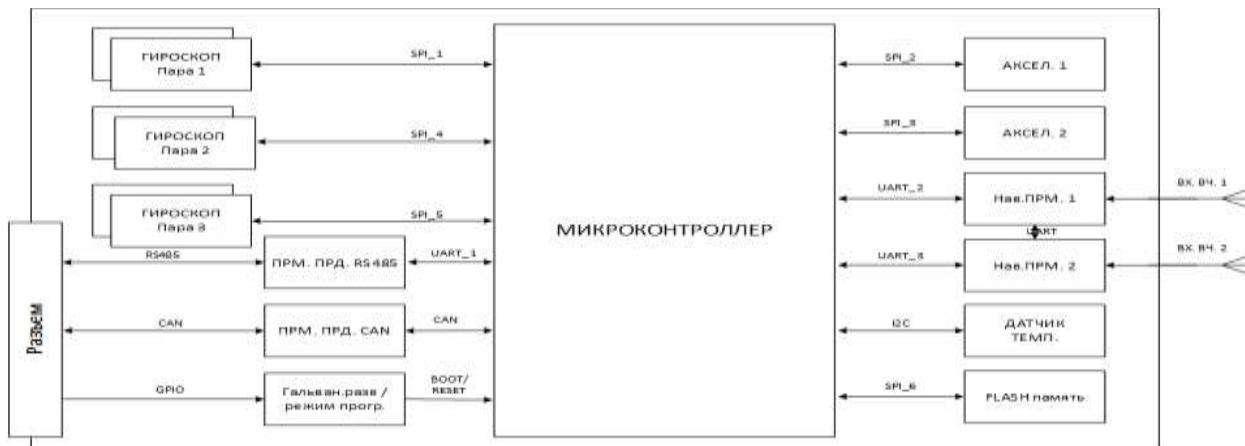 ГИРОСКОП
Пара 1
SPI_1
SPI_2
АКСЕЛ. 1
ГИРОСКОП
Пара 2
SPI_4
SPI_3
АКСЕЛ. 2
ГИРОСКОП
Пара 3
SPI_5
МИКРОКОНТРОЛЛЕР
UART_2
Нав.ПРМ. 1
ВХ. ВЧ. 1
UART
RS485
ПРМ. ПРД. RS485
UART_1
UART_3
Нав.ПРМ. 2
ВХ. ВЧ. 2
Разъем
CAN
ПРМ. ПРД. CAN
CAN
I2C
ДАТЧИК
ТЕМП.
GPIO
Гальван.разв /
режим прогр.
BOOT/
RESET
SPI_6
FLASH память